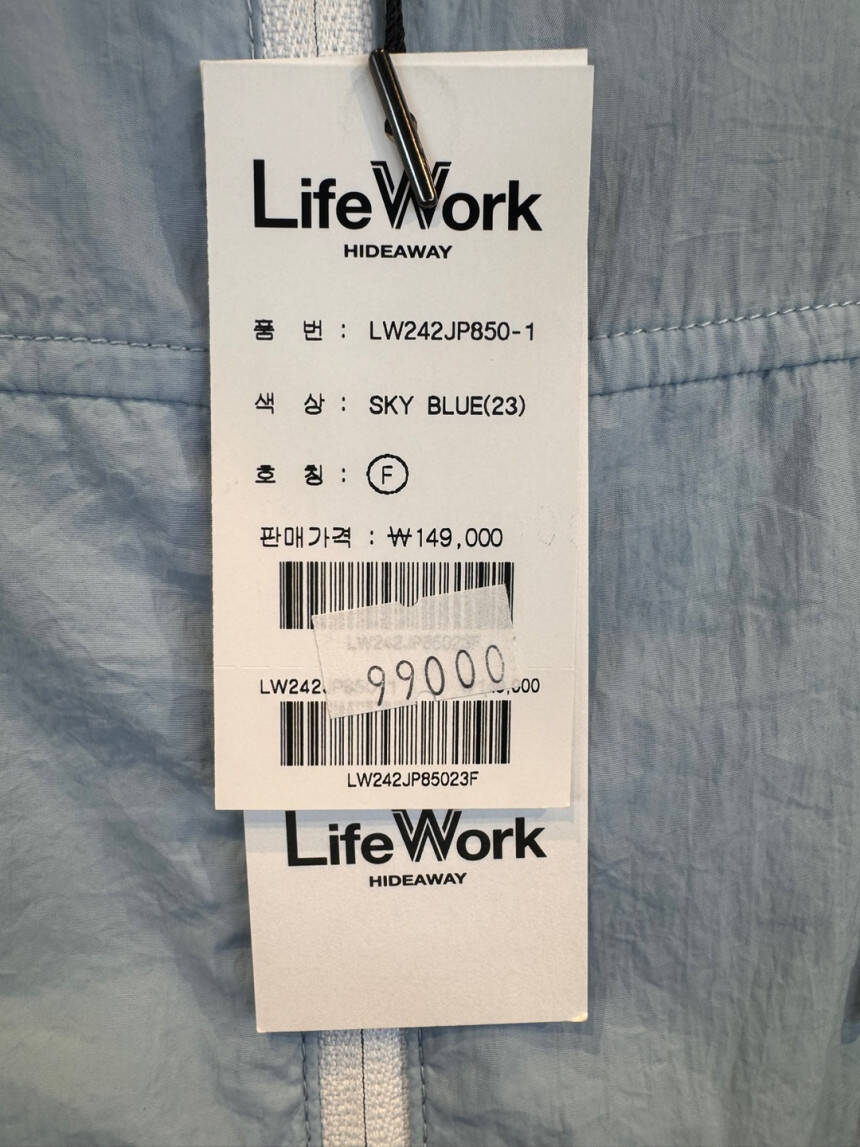 LifeWork
HIDEAWAY
품 번 : LW242JP850-1
색 상 : SKY BLUE(23)
호 칭 : F
판매가격 : ₩149,000
LW242JP85023F
99000
LW242JP85023F
LifeWork
HIDEAWAY